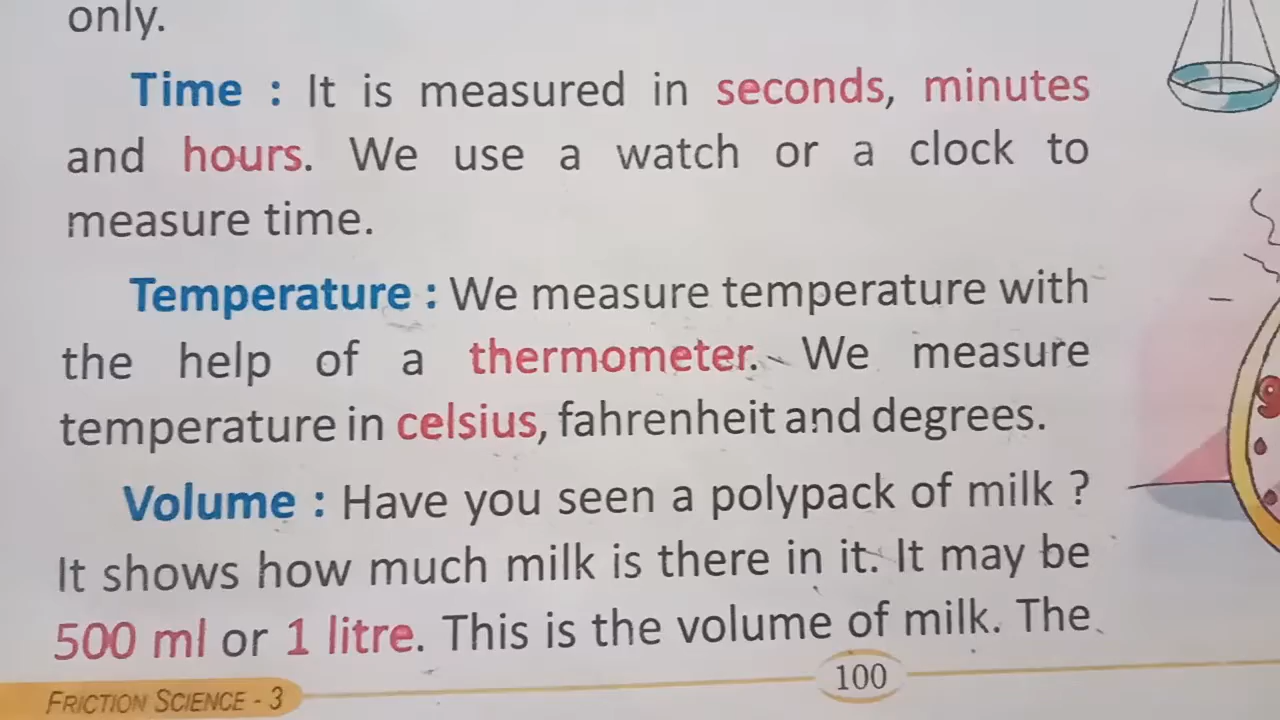 only.
Time : It is measured in seconds, minutes
and hours. We use a watch or a clock to
measure time.
Temperature : We measure temperature with
the help of a thermometer. We measure
temperature in celsius, fahrenheit and degrees.
Volume : Have you seen a polypack of milk ?
It shows how much milk is there in it. It may be
500 ml or 1 litre. This is the volume of milk. The
FRICTION SCIENCE - 3
100
9